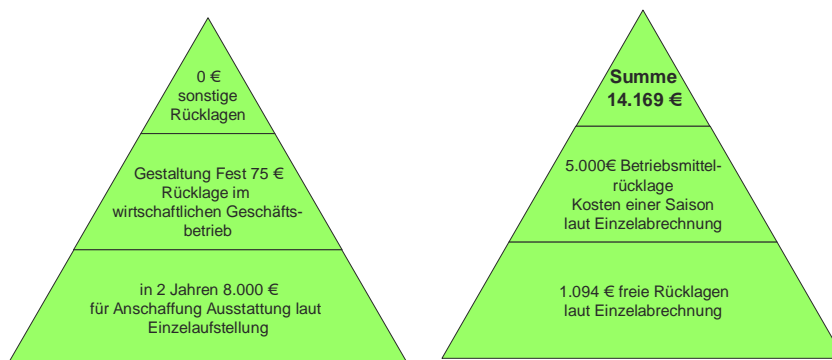 0 €
sonstige
Rücklagen
Gestaltung Fest 75 €
Rücklage im
wirtschaftlichen Geschäfts-
betrieb
in 2 Jahren 8.000 €
für Anschaffung Ausstattung laut
Einzelaufstellung
Summe
14.169 €
5.000€ Betriebsmittel-
rücklage
Kosten einer Saison
laut Einzelabrechnung
1.094 € freie Rücklagen
laut Einzelabrechnung